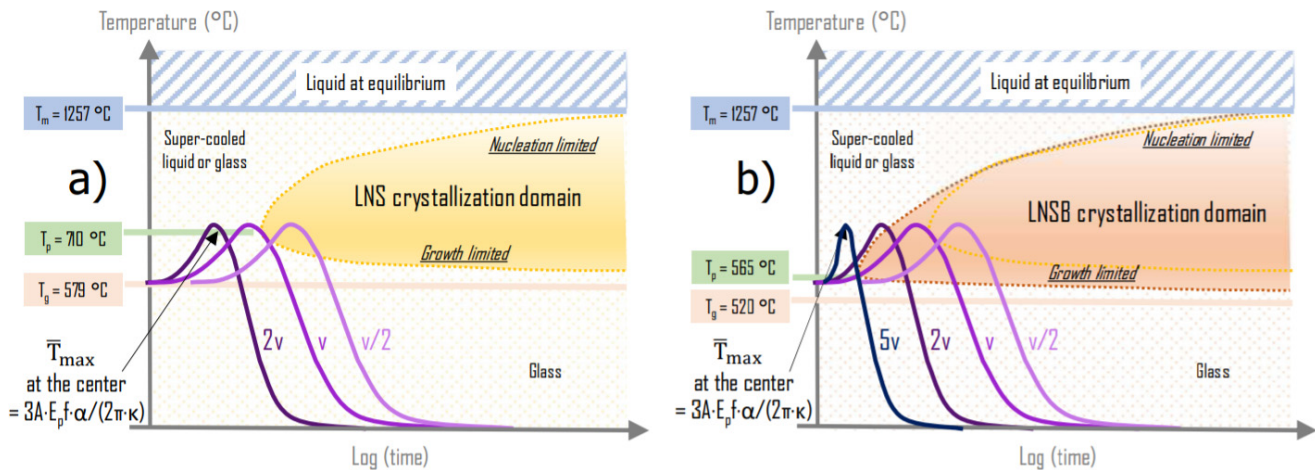 Temperature (°C)
Liquid at equilibrium
Tm = 1257 °C
Super-cooled
liquid or glass
Nucleation limited
a)
LNS crystallization domain
Tp = 710 °C
Growth limited
Tg = 579 °C
2v
v
v/2
T̅max
at the center
= 3A·Epf·α/(2π·κ)
Glass
Log (time)
Temperature (°C)
Liquid at equilibrium
Tm = 1257 °C
Super-cooled
liquid or glass
Nucleation limited
b)
LNSB crystallization domain
Tp = 565 °C
Growth limited
Tg = 520 °C
5v
2v
v
v/2
T̅max
at the center
= 3A·Epf·α/(2π·κ)
Glass
Log (time)